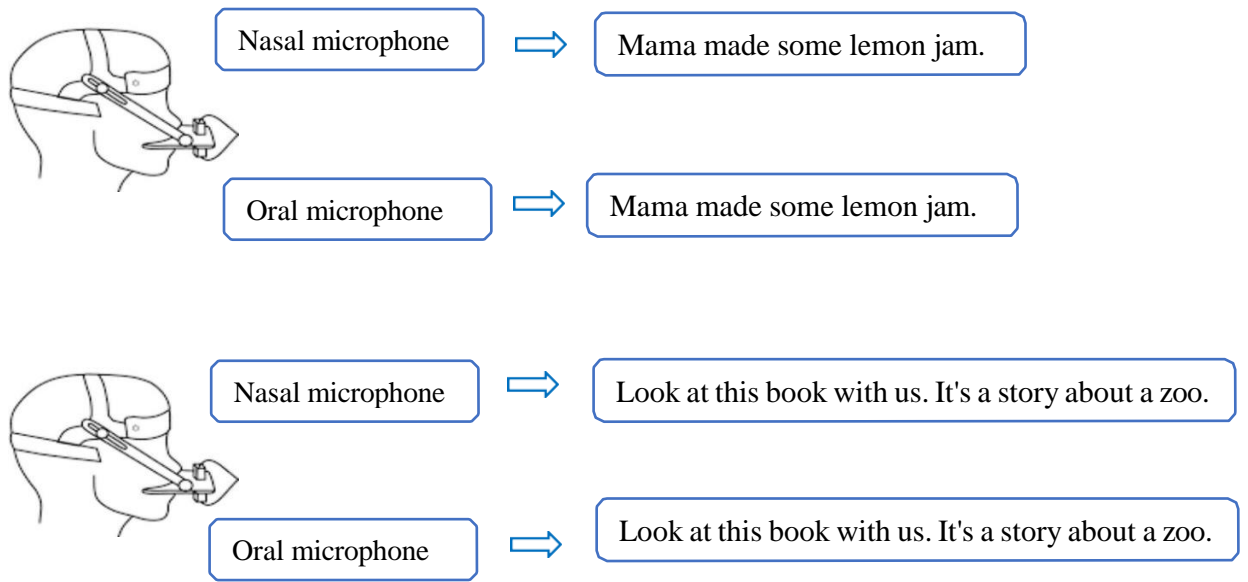 Nasal microphone
Mama made some lemon jam.
Oral microphone
Mama made some lemon jam.
Nasal microphone
Look at this book with us. It's a story about a zoo.
Oral microphone
Look at this book with us. It's a story about a zoo.